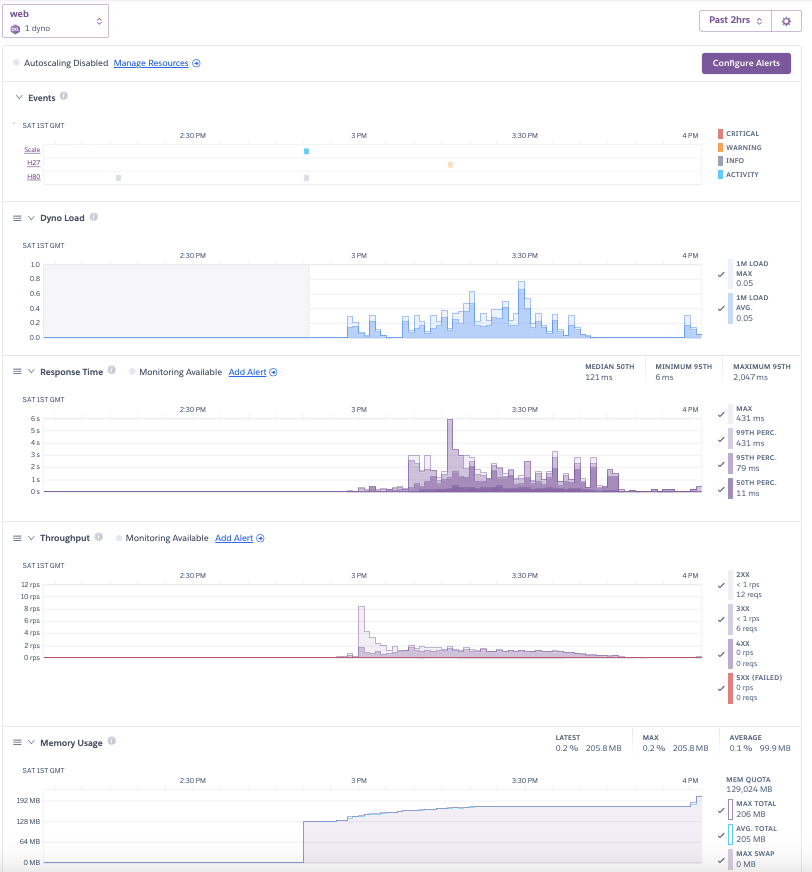 web
1 dyno
Past 2hrs
Autoscaling Disabled Manage Resources
Configure Alerts
Events
SAT 1ST GMT
2:30 PM 3 PM 3:30 PM 4 PM
Scale
H27
H80
CRITICAL
WARNING
INFO
ACTIVITY
Dyno Load
SAT 1ST GMT
2:30 PM 3 PM 3:30 PM 4 PM
1.0
0.8
0.6
0.4
0.2
0.0
1M LOAD
MAX
0.05
1M LOAD
AVG.
0.05
Response Time Monitoring Available Add Alert
MEDIAN 50TH MINIMUM 95TH MAXIMUM 95TH
121 ms 6 ms 2,047 ms
SAT 1ST GMT
2:30 PM 3 PM 3:30 PM 4 PM
6 s
5 s
4 s
3 s
2 s
1 s
0 s
MAX
431 ms
99TH PERC.
431 ms
95TH PERC.
79 ms
50TH PERC.
11 ms
Throughput Monitoring Available Add Alert
SAT 1ST GMT
2:30 PM 3 PM 3:30 PM 4 PM
12 rps
10 rps
8 rps
6 rps
4 rps
2 rps
0 rps
2XX
< 1 rps
12 reqs
3XX
< 1 rps
6 reqs
4XX
0 rps
0 reqs
5XX (FAILED)
0 rps
0 reqs
Memory Usage
LATEST MAX AVERAGE
0.2 % 205.8 MB 0.2 % 205.8 MB 0.1 % 99.9 MB
SAT 1ST GMT
2:30 PM 3 PM 3:30 PM 4 PM
192 MB
128 MB
64 MB
0 MB
MEM QUOTA
129,024 MB
MAX TOTAL
206 MB
AVG. TOTAL
205 MB
MAX SWAP
0 MB